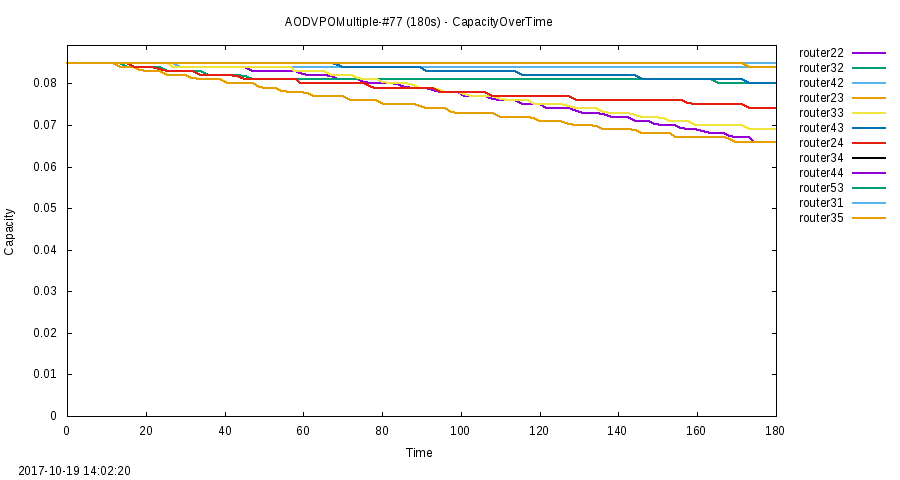 AODVPOMultiple-#77 (180s) - CapacityOverTime
router22
router32
router42
router23
router33
router43
router24
router34
router44
router53
router31
router35
Capacity
0.08
0.07
0.06
0.05
0.04
0.03
0.02
0.01
0
0 20 40 60 80 100 120 140 160 180
Time
2017-10-19 14:02:20